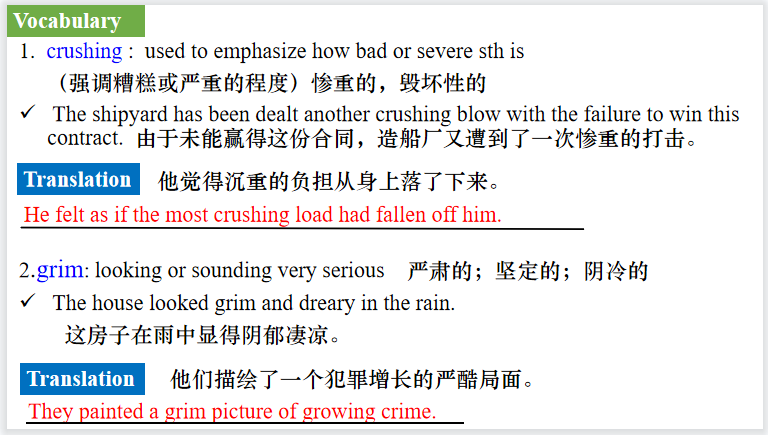 Vocabulary
1. crushing : used to emphasize how bad or severe sth is
（强调糟糕或严重的程度）惨重的，毁坏性的
✓ The shipyard has been dealt another crushing blow with the failure to win this
contract. 由于未能赢得这份合同，造船厂又遭到了一次惨重的打击。
Translation 他觉得沉重的负担从身上落了下来。
He felt as if the most crushing load had fallen off him.
2.grim: looking or sounding very serious 严肃的；坚定的；阴冷的
✓ The house looked grim and dreary in the rain.
这房子在雨中显得阴郁凄凉。
Translation 他们描绘了一个犯罪增长的严酷局面。
They painted a grim picture of growing crime.